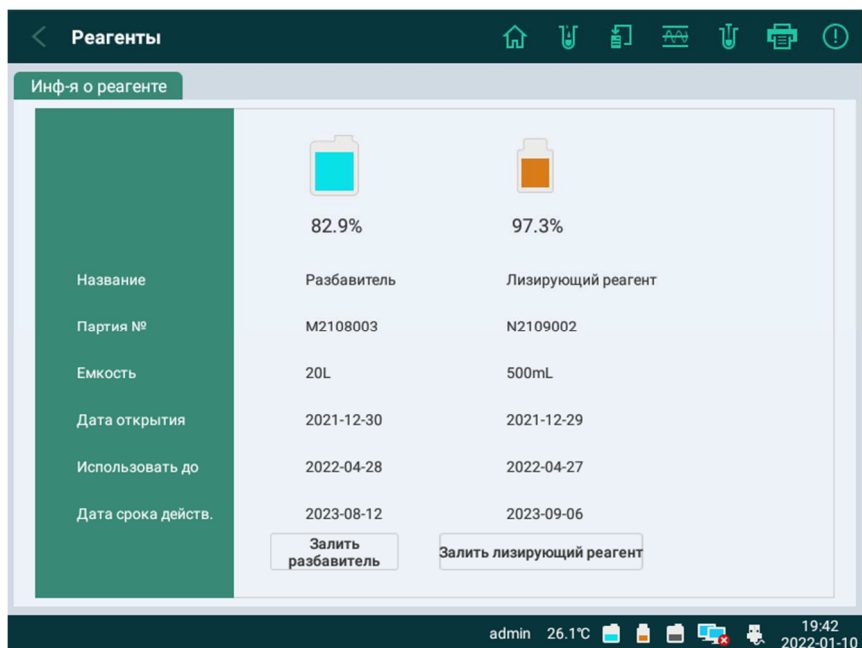 Реагенты
Инф-я о реагенте
82.9% 97.3%
Название Разбавитель Лизирующий реагент
Партия № M2108003 N2109002
Емкость 20L 500mL
Дата открытия 2021-12-30 2021-12-29
Использовать до 2022-04-28 2022-04-27
Дата срока действ. 2023-08-12 2023-09-06
Залить
разбавитель
Залить лизирующий реагент
admin 26.1℃ 19:42
2022-01-10